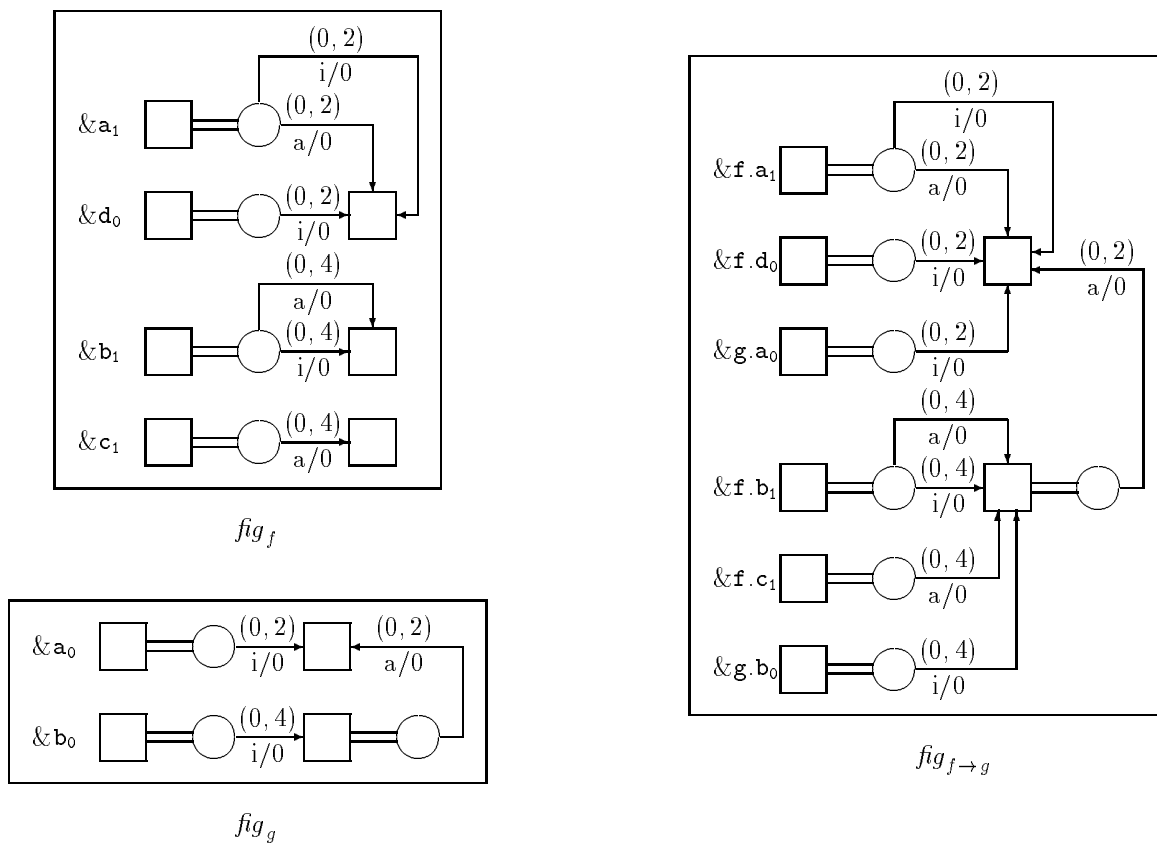 (0, 2)
i/0
&a₁
(0, 2)
a/0
&d₀
(0, 2)
i/0
(0, 4)
a/0
&b₁
(0, 4)
i/0
&c₁
(0, 4)
a/0
fig_f
&a₀
(0, 2)
i/0
(0, 2)
a/0
&b₀
(0, 4)
i/0
fig_g
(0, 2)
i/0
&f.a₁
(0, 2)
a/0
&f.d₀
(0, 2)
i/0
(0, 2)
a/0
&g.a₀
(0, 2)
i/0
(0, 4)
a/0
&f.b₁
(0, 4)
i/0
&f.c₁
(0, 4)
a/0
&g.b₀
(0, 4)
i/0
fig_{f→g}